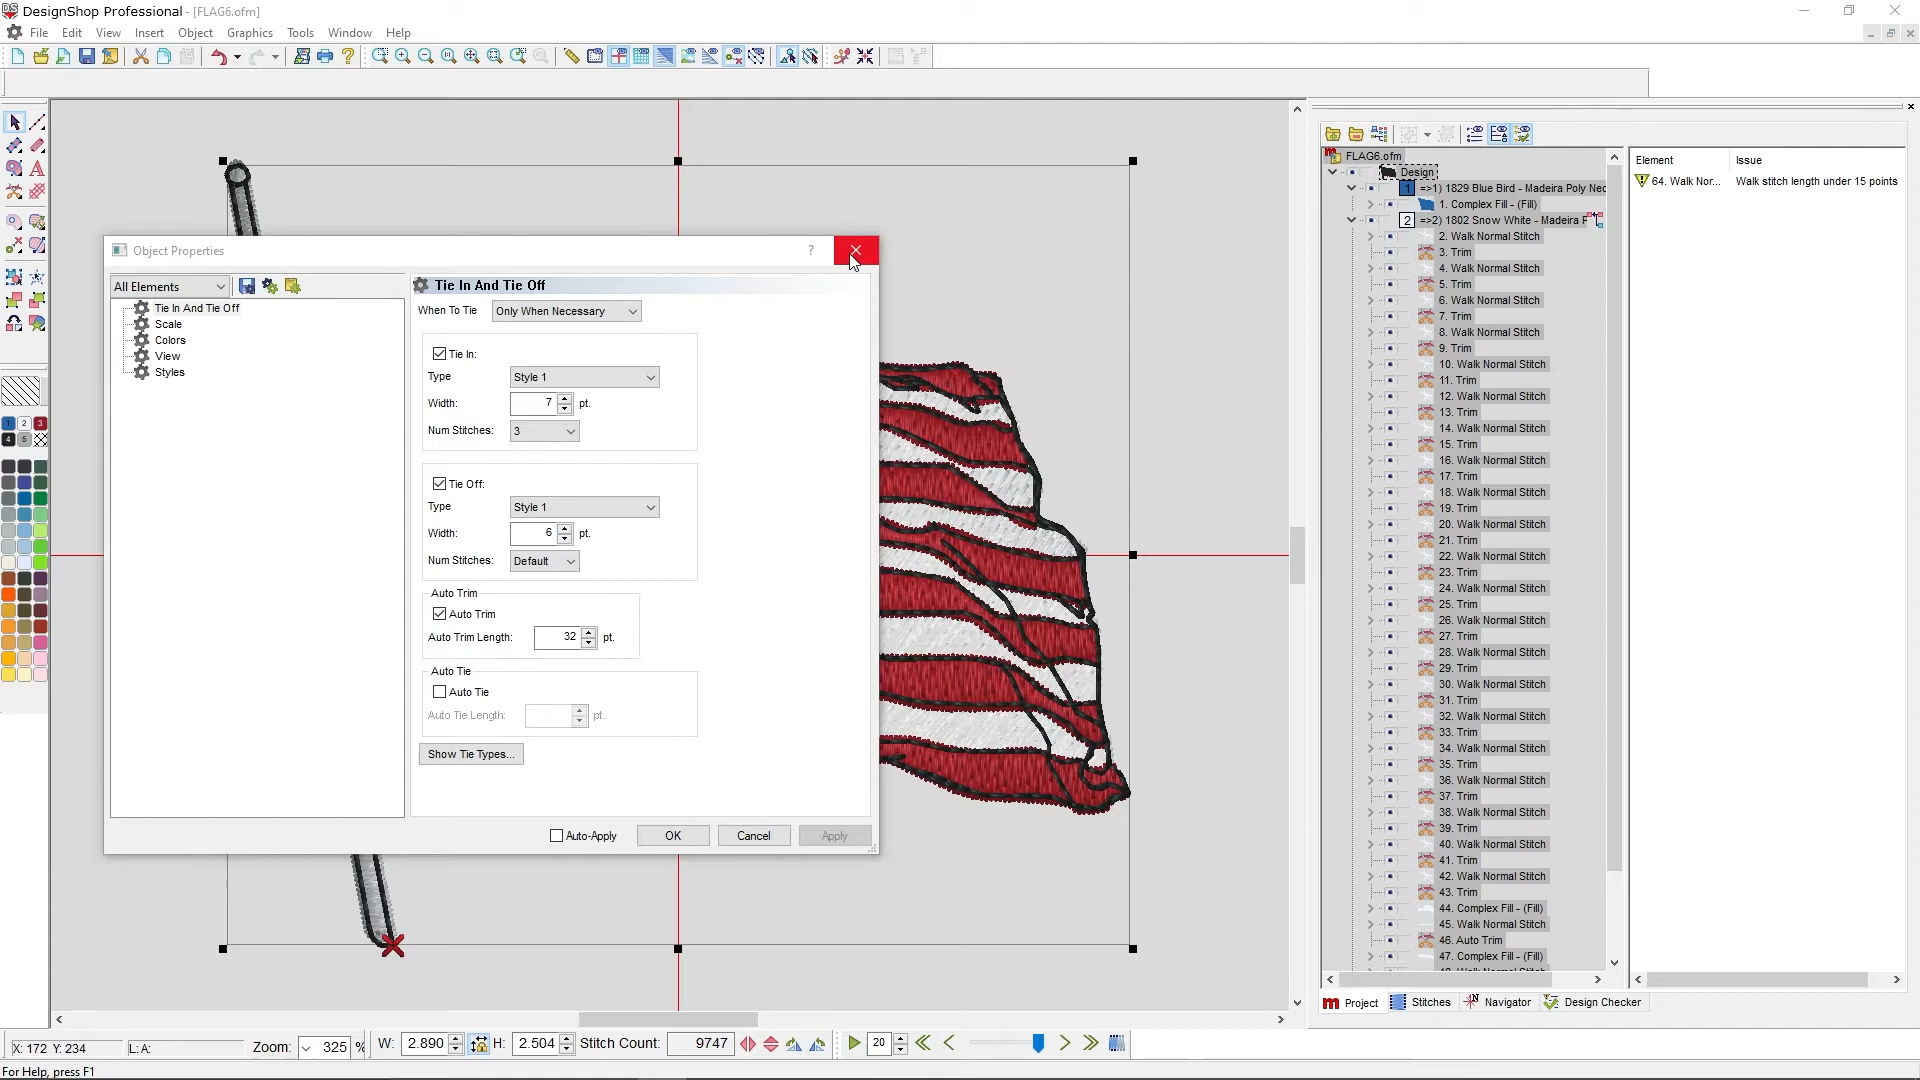 DesignShop Professional - [FLAG6.ofm]
File Edit View Insert Object Graphics Tools Window Help
FLAG6.ofm
Design
=>1) 1829 Blue Bird - Madeira Poly Neo
1. Complex Fill - (Fill)
=>2) 1802 Snow White - Madeira P
2. Walk Normal Stitch
3. Trim
4. Walk Normal Stitch
5. Trim
6. Walk Normal Stitch
7. Trim
8. Walk Normal Stitch
9. Trim
10. Walk Normal Stitch
11. Trim
12. Walk Normal Stitch
13. Trim
14. Walk Normal Stitch
15. Trim
16. Walk Normal Stitch
17. Trim
18. Walk Normal Stitch
19. Trim
20. Walk Normal Stitch
21. Trim
22. Walk Normal Stitch
23. Trim
24. Walk Normal Stitch
25. Trim
26. Walk Normal Stitch
27. Trim
28. Walk Normal Stitch
29. Trim
30. Walk Normal Stitch
31. Trim
32. Walk Normal Stitch
33. Trim
34. Walk Normal Stitch
35. Trim
36. Walk Normal Stitch
37. Trim
38. Walk Normal Stitch
39. Trim
40. Walk Normal Stitch
41. Trim
42. Walk Normal Stitch
43. Trim
44. Complex Fill - (Fill)
45. Walk Normal Stitch
46. Auto Trim
47. Complex Fill - (Fill)
Element Issue
64. Walk Nor... Walk stitch length under 15 points
Project Stitches Navigator Design Checker
Object Properties
All Elements
Tie In And Tie Off
Scale
Colors
View
Styles
Tie In And Tie Off
When To Tie Only When Necessary
Tie In:
Type Style 1
Width: 7 pt.
Num Stitches: 3
Tie Off:
Type Style 1
Width: 6 pt.
Num Stitches: Default
Auto Trim
Auto Trim
Auto Trim Length: 32 pt.
Auto Tie
Auto Tie
Auto Tie Length: pt.
Show Tie Types...
Auto-Apply OK Cancel Apply
1 2 3
4 5
X: 172 Y: 234 L: A: Zoom: 325 % W: 2.890 H: 2.504 Stitch Count: 9747 20
For Help, press F1